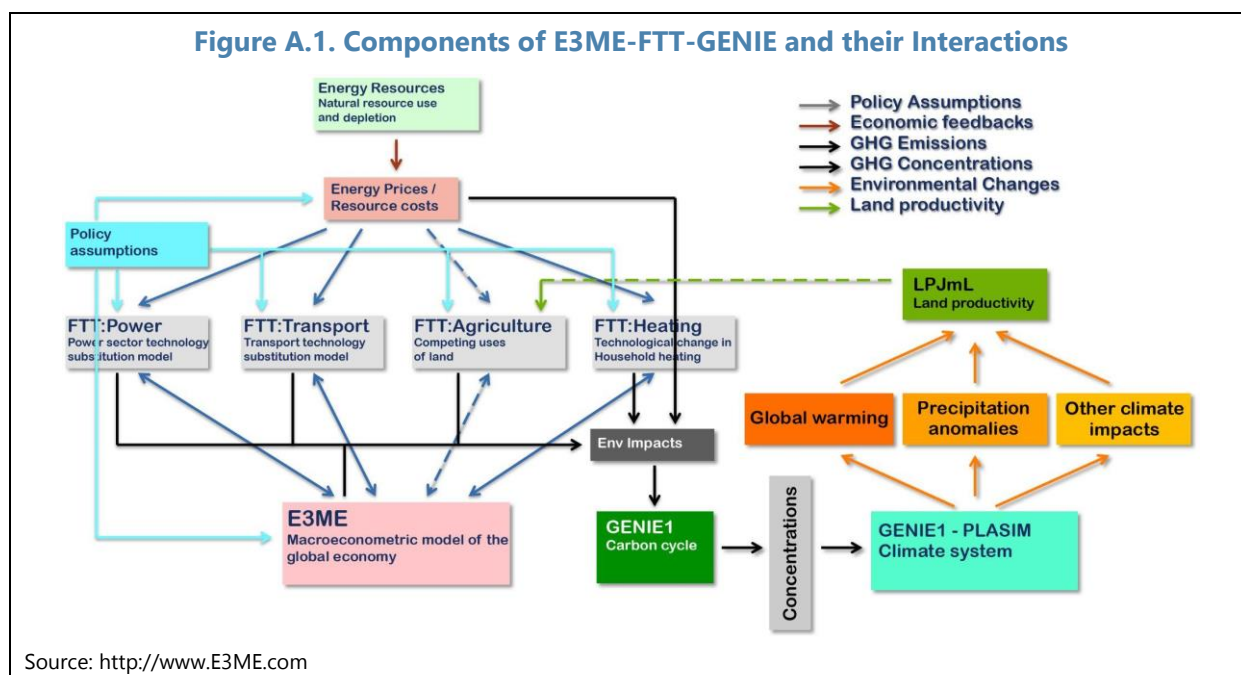 Figure A.1. Components of E3ME-FTT-GENIE and their Interactions
Energy Resources
Natural resource use
and depletion
Policy Assumptions
Economic feedbacks
GHG Emissions
GHG Concentrations
Environmental Changes
Land productivity
Energy Prices /
Resource costs
Policy
assumptions
LPJmL
Land productivity
FTT:Power
Power sector technology
substitution model
FTT:Transport
Transport technology
substitution model
FTT:Agriculture
Competing uses
of land
FTT:Heating
Technological change in
Household heating
Global warming
Precipitation
anomalies
Other climate
impacts
Env Impacts
E3ME
Macroeconometric model of the
global economy
GENIE1
Carbon cycle
Concentrations
GENIE1 - PLASIM
Climate system
Source: http://www.E3ME.com